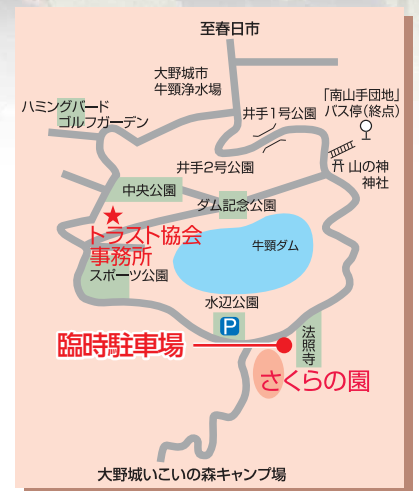 至春日市
大野城市
牛頸浄水場
「南山手団地」
バス停(終点)
ハミングバード
ゴルフガーデン
井手1号公園
井手2号公園
山の神
神社
中央公園
ダム記念公園
トラスト協会
事務所
牛頸ダム
スポーツ公園
水辺公園
P
法照寺
臨時駐車場
さくらの園
大野城いこいの森キャンプ場